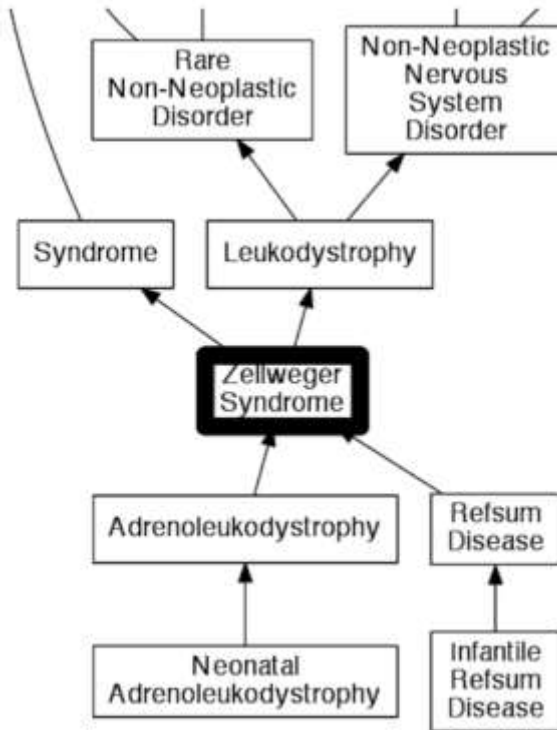 Rare
Non-Neoplastic
Disorder
Non-Neoplastic
Nervous
System
Disorder
Syndrome
Leukodystrophy
Zellweger
Syndrome
Adrenoleukodystrophy
Refsum
Disease
Neonatal
Adrenoleukodystrophy
Infantile
Refsum
Disease